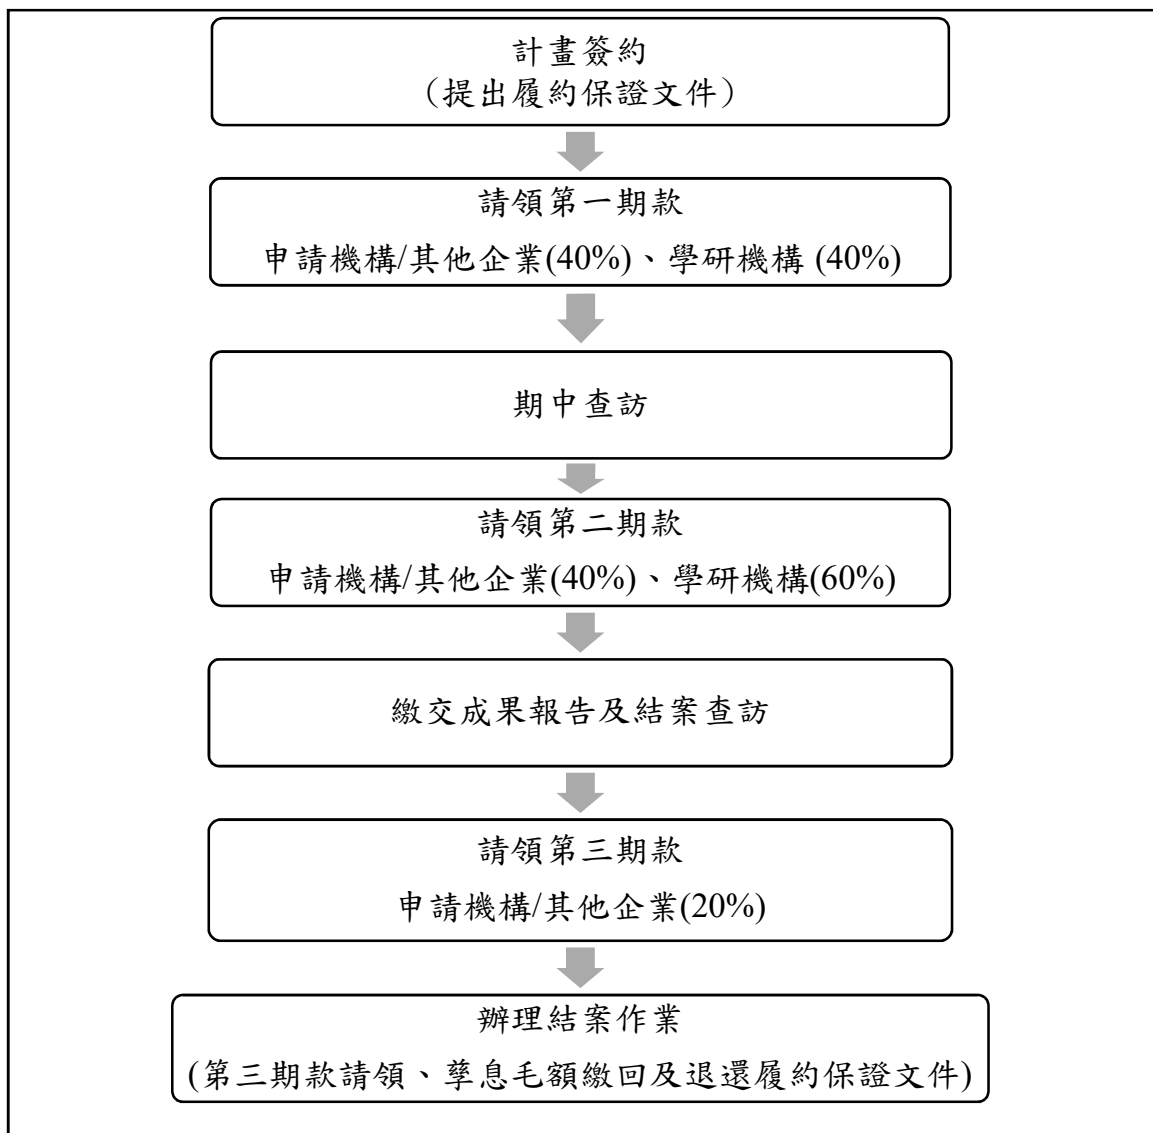 計畫簽約
（提出履約保證文件）
請領第一期款
申請機構/其他企業(40%)、學研機構 (40%)
期中查訪
請領第二期款
申請機構/其他企業(40%)、學研機構(60%)
繳交成果報告及結案查訪
請領第三期款
申請機構/其他企業(20%)
辦理結案作業
(第三期款請領、孳息毛額繳回及退還履約保證文件)